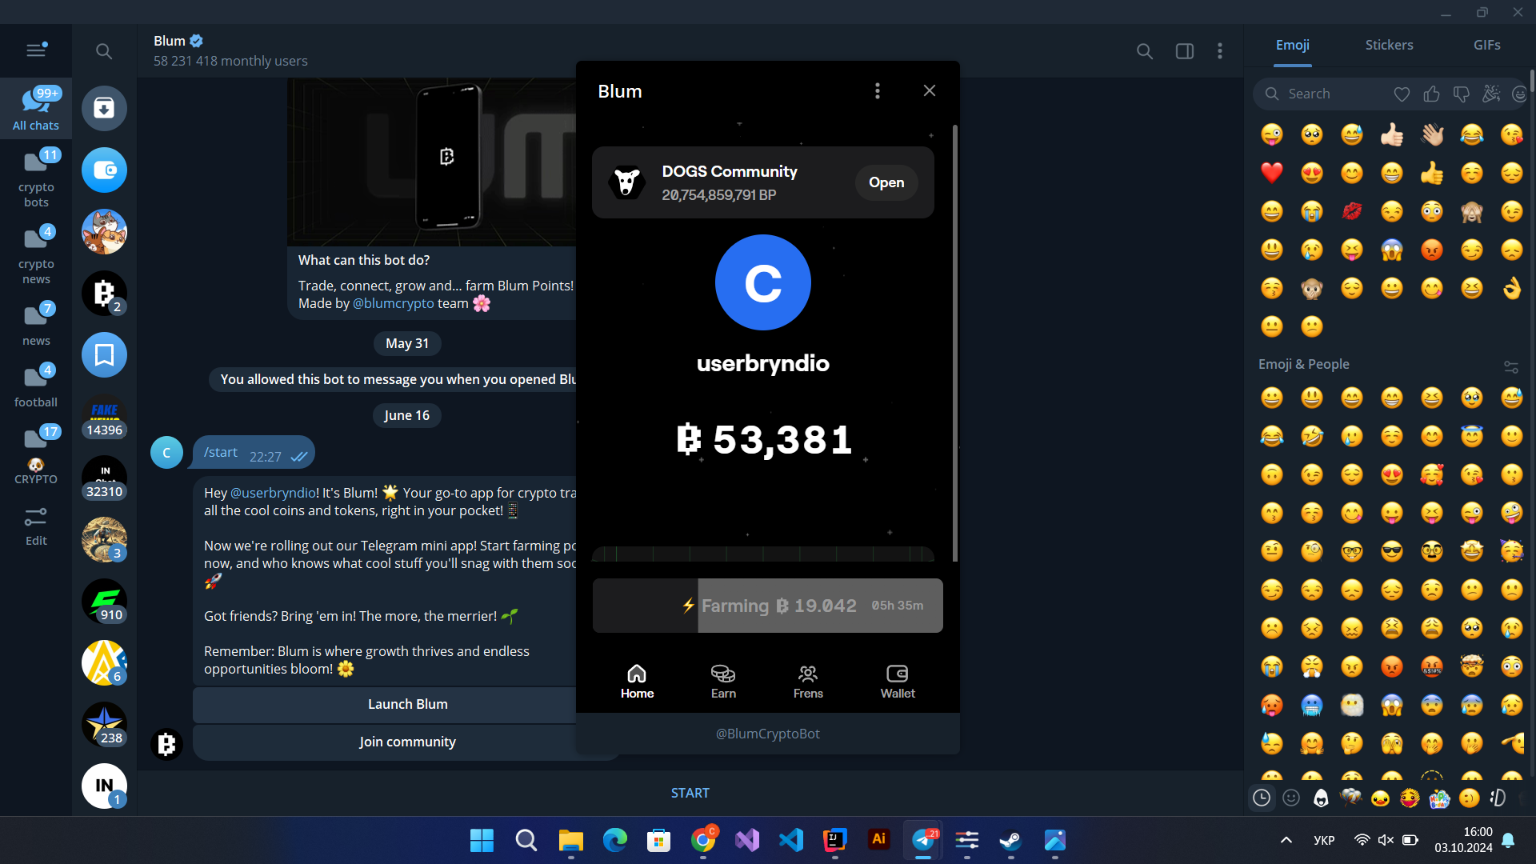 Blum
58 231 418 monthly users
99+
All chats
11
crypto
bots
4
crypto
news
7
news
4
football
17
CRYPTO
Edit
2
FAKE
14396
IN
32310
3
910
6
238
IN
1
What can this bot do?
Trade, connect, grow and... farm Blum Points!
Made by @blumcrypto team
May 31
You allowed this bot to message you when you opened Blu
June 16
C
/start
22:27
Hey @userbryndio! It's Blum! 🌟 Your go-to app for crypto tra
all the cool coins and tokens, right in your pocket!
Now we're rolling out our Telegram mini app! Start farming po
now, and who knows what cool stuff you'll snag with them soo
🚀
Got friends? Bring 'em in! The more, the merrier! 🌱
Remember: Blum is where growth thrives and endless
opportunities bloom! 🌼
Launch Blum
Join community
START
Blum
DOGS Community
20,754,859,791 BP
Open
C
userbryndio
53,381
Farming
19.042
05h 35m
Home
Earn
Frens
Wallet
@BlumCryptoBot
Emoji
Stickers
GIFs
Search
Emoji & People
C
IJ
Ai
21
УКР
16:00
03.10.2024